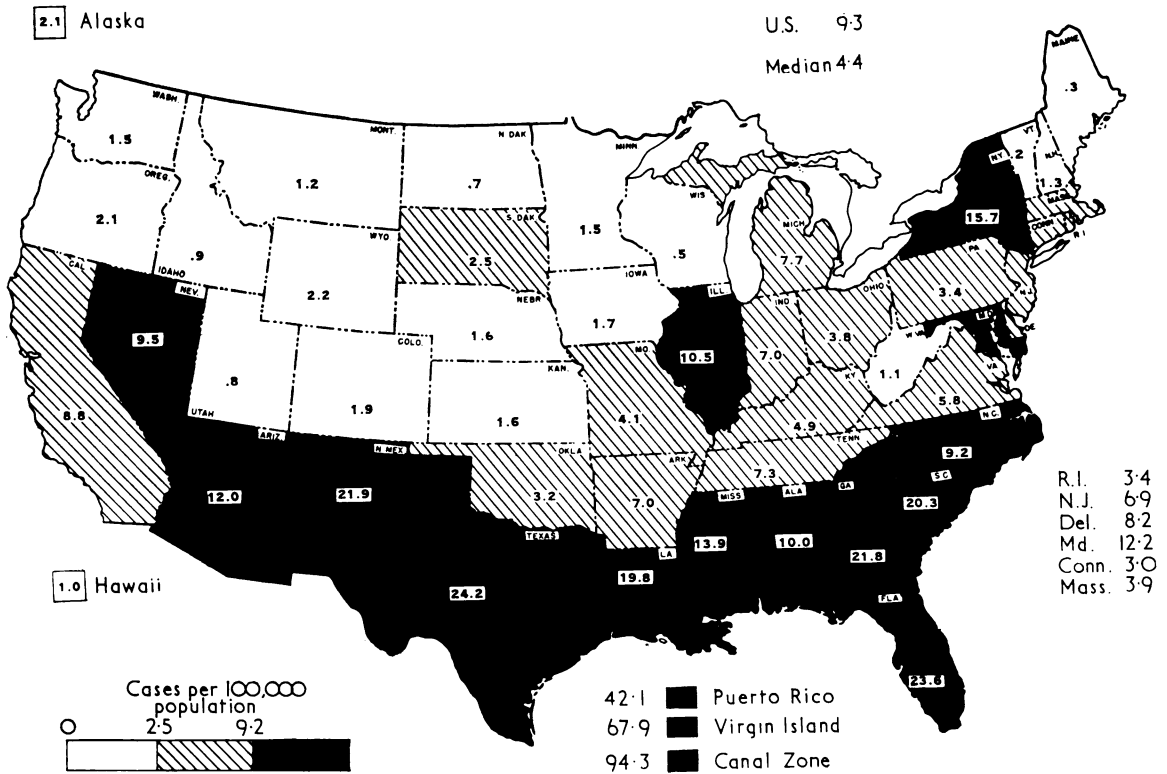 2.1 Alaska
U.S. 9·3
Median 4·4
WASH.
1.5
OREG.
2.1
CAL.
8.8
NEV.
9.5
IDAHO
.9
MONT.
1.2
WYO
2.2
UTAH
.8
COLO.
1.9
ARIZ.
12.0
N.MEX.
21.9
N DAK
.7
S. DAK
2.5
NEBR
1.6
KAN.
1.6
OKLA
3.2
TEXAS
24.2
MINN
1.5
IOWA
1.7
MO.
4.1
ARK.
7.0
LA
19.8
WIS
.5
ILL.
10.5
MICH
7.7
IND
7.0
OHIO
3.8
KY.
4.9
TENN
7.3
MISS
13.9
ALA
10.0
GA
21.8
FLA.
23.6
S.C.
20.3
N.C.
9.2
VA
5.8
W.VA.
1.1
MD.
DE
PA
3.4
N.J.
NY
15.7
CONN
R.I
MASS
VT.
.2
N.H.
1.3
MAINE
.3
R.I. 3·4
N.J. 6·9
Del. 8·2
Md. 12·2
Conn. 3·0
Mass. 3·9
1.0 Hawaii
Cases per 100,000
population
0 2·5 9·2
42·1 Puerto Rico
67·9 Virgin Island
94·3 Canal Zone